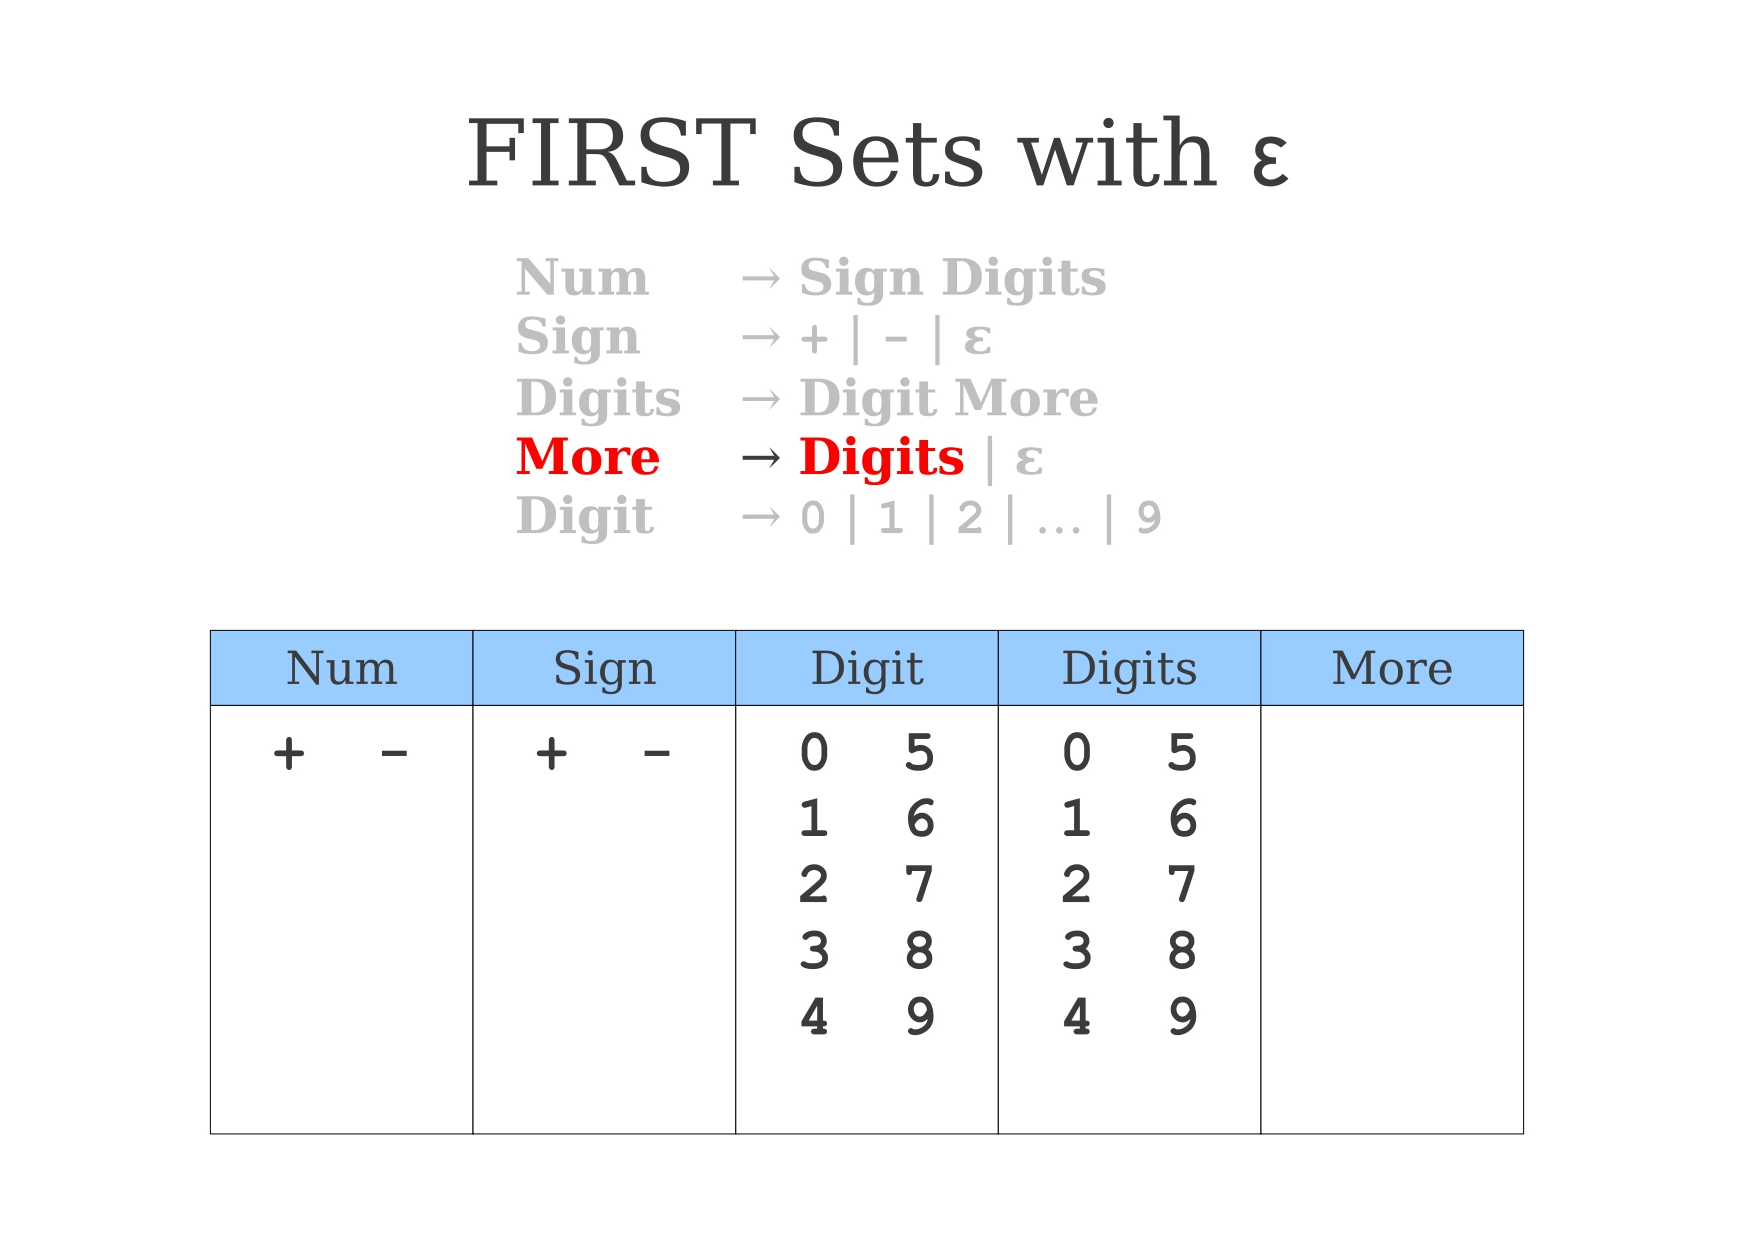 FIRST Sets with ε
Num → Sign Digits
Sign → + | - | ε
Digits → Digit More
More → Digits | ε
Digit → 0 | 1 | 2 | ... | 9
Num Sign Digit Digits More
+ - + - 0 5 0 5
1 6 1 6
2 7 2 7
3 8 3 8
4 9 4 9